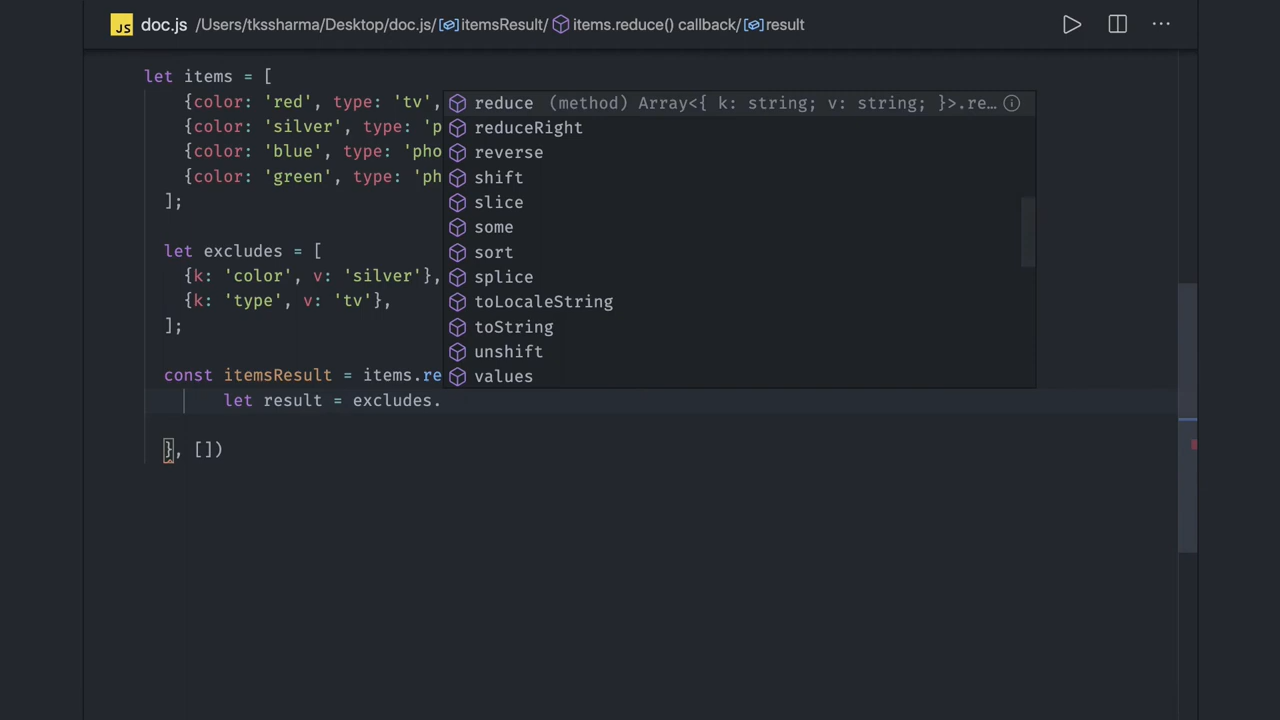 JS doc.js /Users/tkssharma/Desktop/doc.js/ itemsResult/ items.reduce() callback/ result
let items = [
{color: 'red', type: 'tv',
{color: 'silver', type: 'p
{color: 'blue', type: 'pho
{color: 'green', type: 'ph
];
reduce (method) Array<{ k: string; v: string; }>.re…
reduceRight
reverse
shift
slice
some
sort
splice
toLocaleString
toString
unshift
values
let excludes = [
{k: 'color', v: 'silver'},
{k: 'type', v: 'tv'},
];
const itemsResult = items.re
let result = excludes.
}, [])